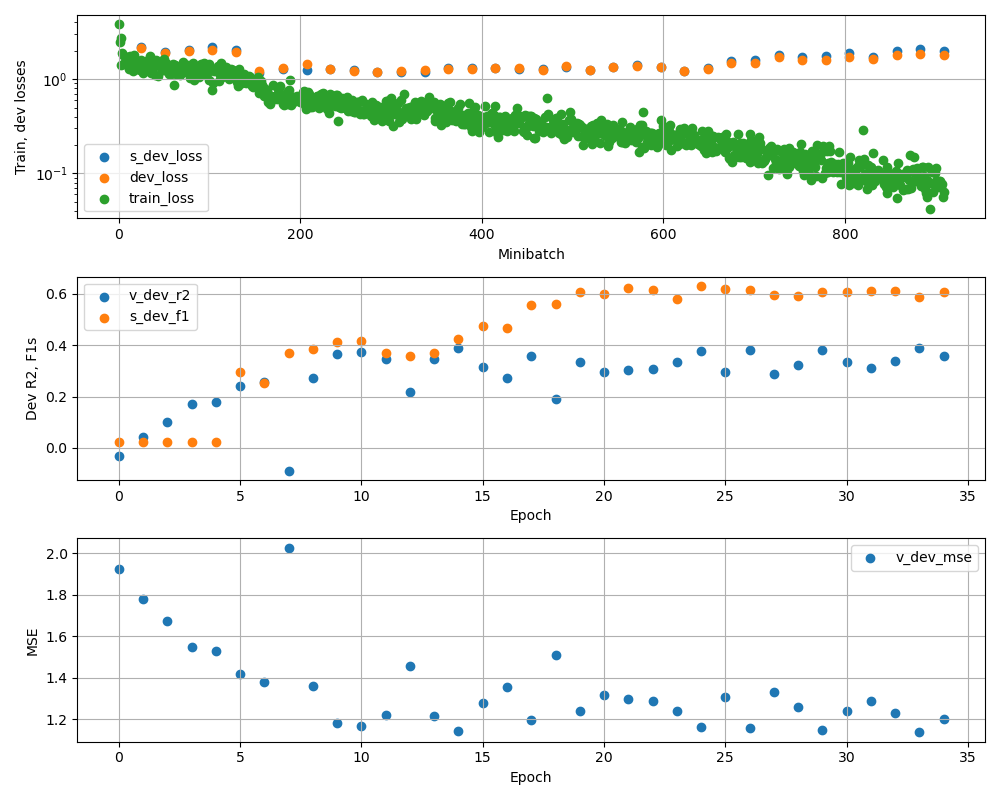 Train, dev losses
10⁰
10⁻¹
s_dev_loss
dev_loss
train_loss
0 200 400 600 800
Minibatch
Dev R2, F1s
0.6
0.4
0.2
0.0
v_dev_r2
s_dev_f1
0 5 10 15 20 25 30 35
Epoch
MSE
2.0
1.8
1.6
1.4
1.2
v_dev_mse
0 5 10 15 20 25 30 35
Epoch